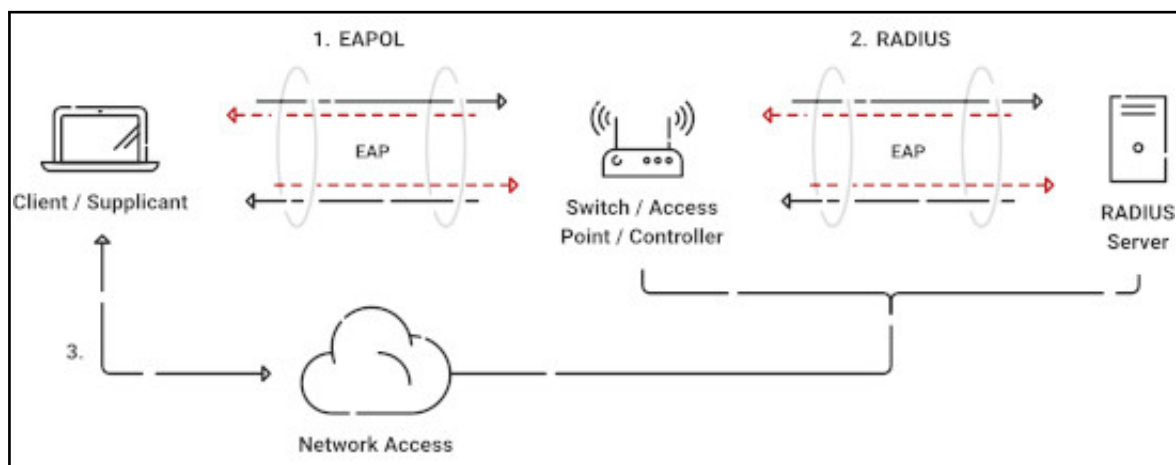 1. EAPOL
2. RADIUS
EAP
EAP
Client / Supplicant
Switch / Access
Point / Controller
RADIUS
Server
3.
Network Access